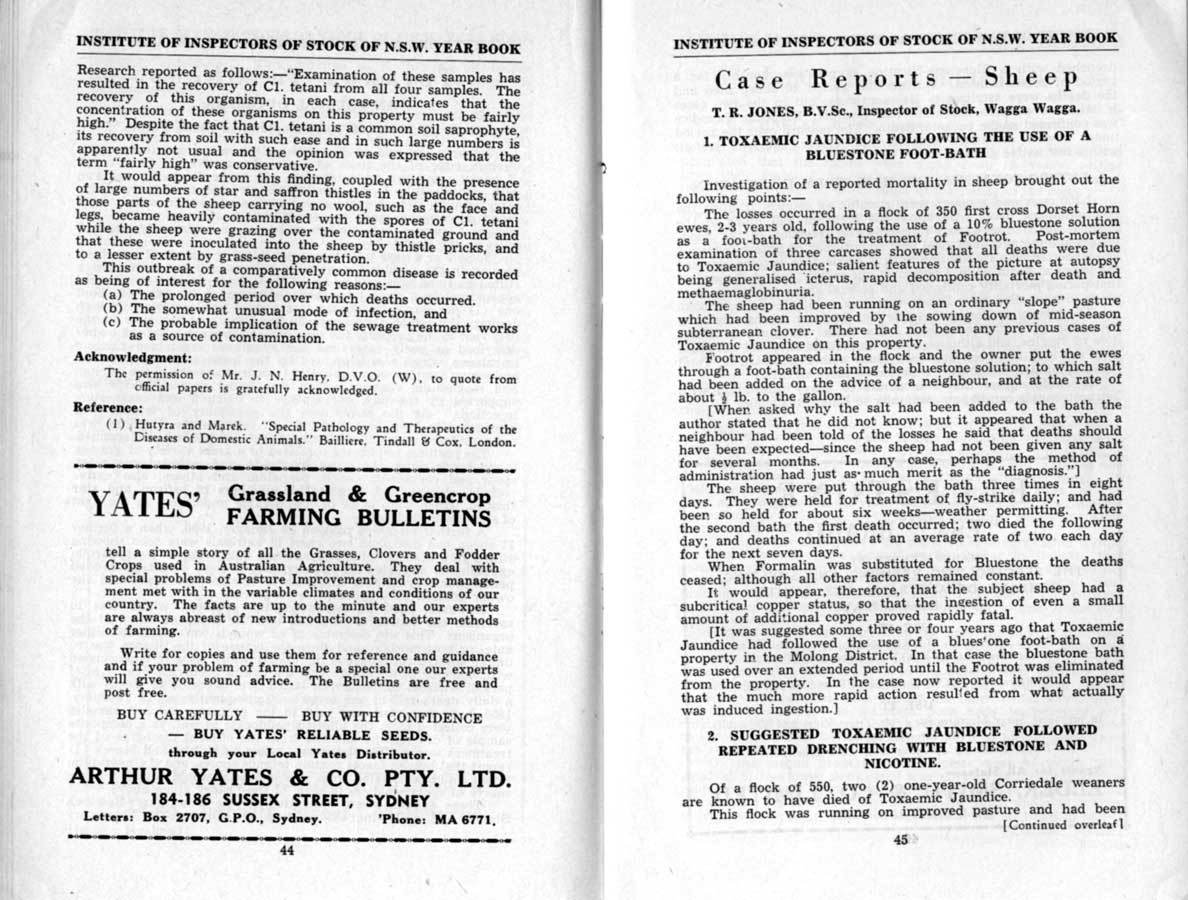 INSTITUTE OF INSPECTORS OF STOCK OF N.S.W. YEAR BOOK
Research reported as follows:—"Examination of these samples has
resulted in the recovery of Cl. tetani from all four samples. The
recovery of this organism, in each case, indicates that the
concentration of these organisms on this property must be fairly
high." Despite the fact that Cl. tetani is a common soil saprophyte,
its recovery from soil with such ease and in such large numbers is
apparently not usual and the opinion was expressed that the
term "fairly high" was conservative.
It would appear from this finding, coupled with the presence
of large numbers of star and saffron thistles in the paddocks, that
those parts of the sheep carrying no wool, such as the face and
legs, became heavily contaminated with the spores of Cl. tetani
while the sheep were grazing over the contaminated ground and
that these were inoculated into the sheep by thistle pricks, and
to a lesser extent by grass-seed penetration.
This outbreak of a comparatively common disease is recorded
as being of interest for the following reasons:—
(a) The prolonged period over which deaths occurred.
(b) The somewhat unusual mode of infection, and
(c) The probable implication of the sewage treatment works
as a source of contamination.
Acknowledgment:
The permission of Mr. J. N. Henry, D.V.O. (W), to quote from
official papers is gratefully acknowledged.
Reference:
(1) Hutyra and Marek. "Special Pathology and Therapeutics of the
Diseases of Domestic Animals." Bailliere, Tindall & Cox, London.
YATES' Grassland & Greencrop
FARMING BULLETINS
tell a simple story of all the Grasses, Clovers and Fodder
Crops used in Australian Agriculture. They deal with
special problems of Pasture Improvement and crop manage-
ment met with in the variable climates and conditions of our
country. The facts are up to the minute and our experts
are always abreast of new introductions and better methods
of farming.
Write for copies and use them for reference and guidance
and if your problem of farming be a special one our experts
will give you sound advice. The Bulletins are free and
post free.
BUY CAREFULLY —— BUY WITH CONFIDENCE
— BUY YATES' RELIABLE SEEDS.
through your Local Yates Distributor.
ARTHUR YATES & CO. PTY. LTD.
184-186 SUSSEX STREET, SYDNEY
Letters: Box 2707, G.P.O., Sydney. 'Phone: MA 6771.
44
INSTITUTE OF INSPECTORS OF STOCK OF N.S.W. YEAR BOOK
Case Reports — Sheep
T. R. JONES, B.V.Sc., Inspector of Stock, Wagga Wagga.
1. TOXAEMIC JAUNDICE FOLLOWING THE USE OF A
BLUESTONE FOOT-BATH
Investigation of a reported mortality in sheep brought out the
following points:—
The losses occurred in a flock of 350 first cross Dorset Horn
ewes, 2-3 years old, following the use of a 10% bluestone solution
as a foot-bath for the treatment of Footrot. Post-mortem
examination of three carcases showed that all deaths were due
to Toxaemic Jaundice; salient features of the picture at autopsy
being generalised icterus, rapid decomposition after death and
methaemaglobinuria.
The sheep had been running on an ordinary "slope" pasture
which had been improved by the sowing down of mid-season
subterranean clover. There had not been any previous cases of
Toxaemic Jaundice on this property.
Footrot appeared in the flock and the owner put the ewes
through a foot-bath containing the bluestone solution; to which salt
had been added on the advice of a neighbour, and at the rate of
about ½ lb. to the gallon.
[When asked why the salt had been added to the bath the
author stated that he did not know; but it appeared that when a
neighbour had been told of the losses he said that deaths should
have been expected—since the sheep had not been given any salt
for several months. In any case, perhaps the method of
administration had just as much merit as the "diagnosis."]
The sheep were put through the bath three times in eight
days. They were held for treatment of fly-strike daily; and had
been so held for about six weeks—weather permitting. After
the second bath the first death occurred; two died the following
day; and deaths continued at an average rate of two each day
for the next seven days.
When Formalin was substituted for Bluestone the deaths
ceased; although all other factors remained constant.
It would appear, therefore, that the subject sheep had a
subcritical copper status, so that the ingestion of even a small
amount of additional copper proved rapidly fatal.
[It was suggested some three or four years ago that Toxaemic
Jaundice had followed the use of a bluestone foot-bath on a
property in the Molong District. In that case the bluestone bath
was used over an extended period until the Footrot was eliminated
from the property. In the case now reported it would appear
that the much more rapid action resulted from what actually
was induced ingestion.]
2. SUGGESTED TOXAEMIC JAUNDICE FOLLOWED
REPEATED DRENCHING WITH BLUESTONE AND
NICOTINE.
Of a flock of 550, two (2) one-year-old Corriedale weaners
are known to have died of Toxaemic Jaundice.
This flock was running on improved pasture and had been
[Continued overleaf]
45